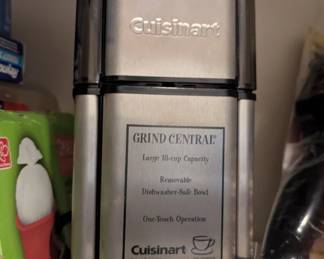 Cuisinart
GRIND CENTRAL®
Large 18-cup Capacity
Removable
Dishwasher-Safe Bowl
One-Touch Operation
Cuisinart